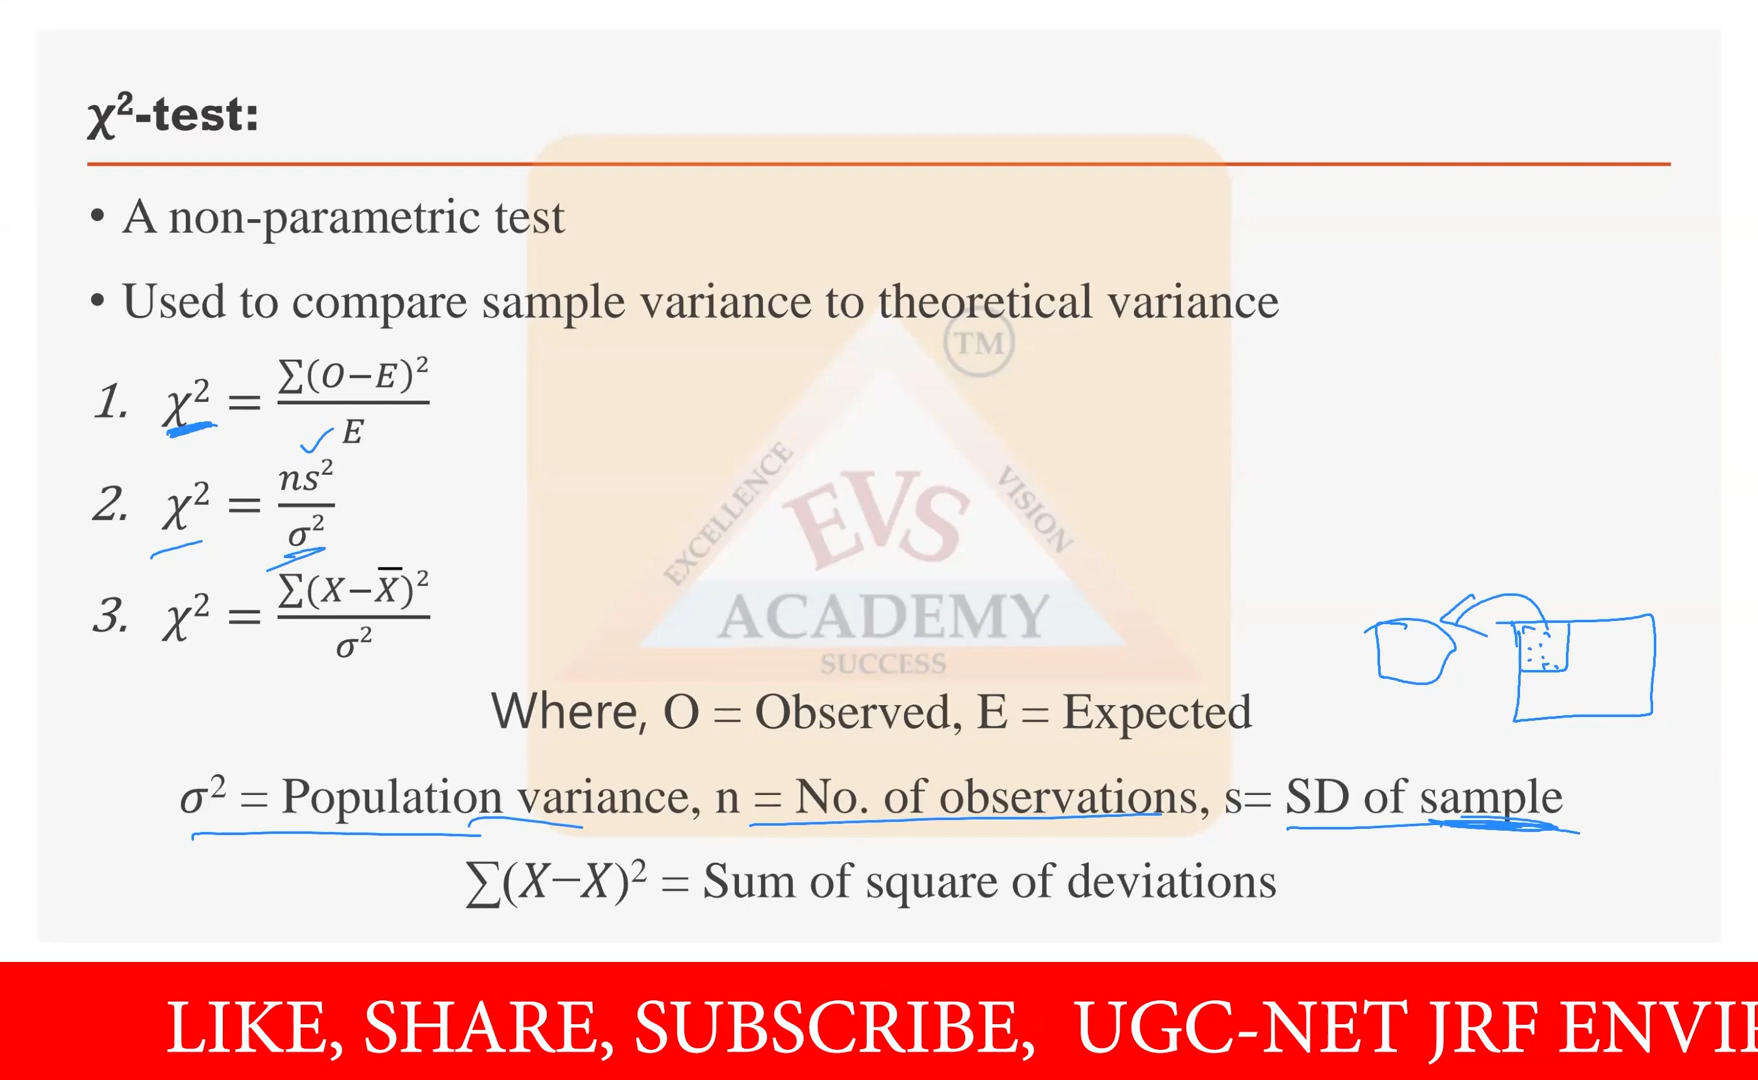 χ²-test:
• A non-parametric test
• Used to compare sample variance to theoretical variance
1. χ² = ∑(O−E)² / E
2. χ² = ns² / σ²
3. χ² = ∑(X−X̅)² / σ²
TM
EXCELLENCE
VISION
EVS
ACADEMY
SUCCESS
Where, O = Observed, E = Expected
σ² = Population variance, n = No. of observations, s= SD of sample
∑(X−X)² = Sum of square of deviations
LIKE, SHARE, SUBSCRIBE, UGC-NET JRF